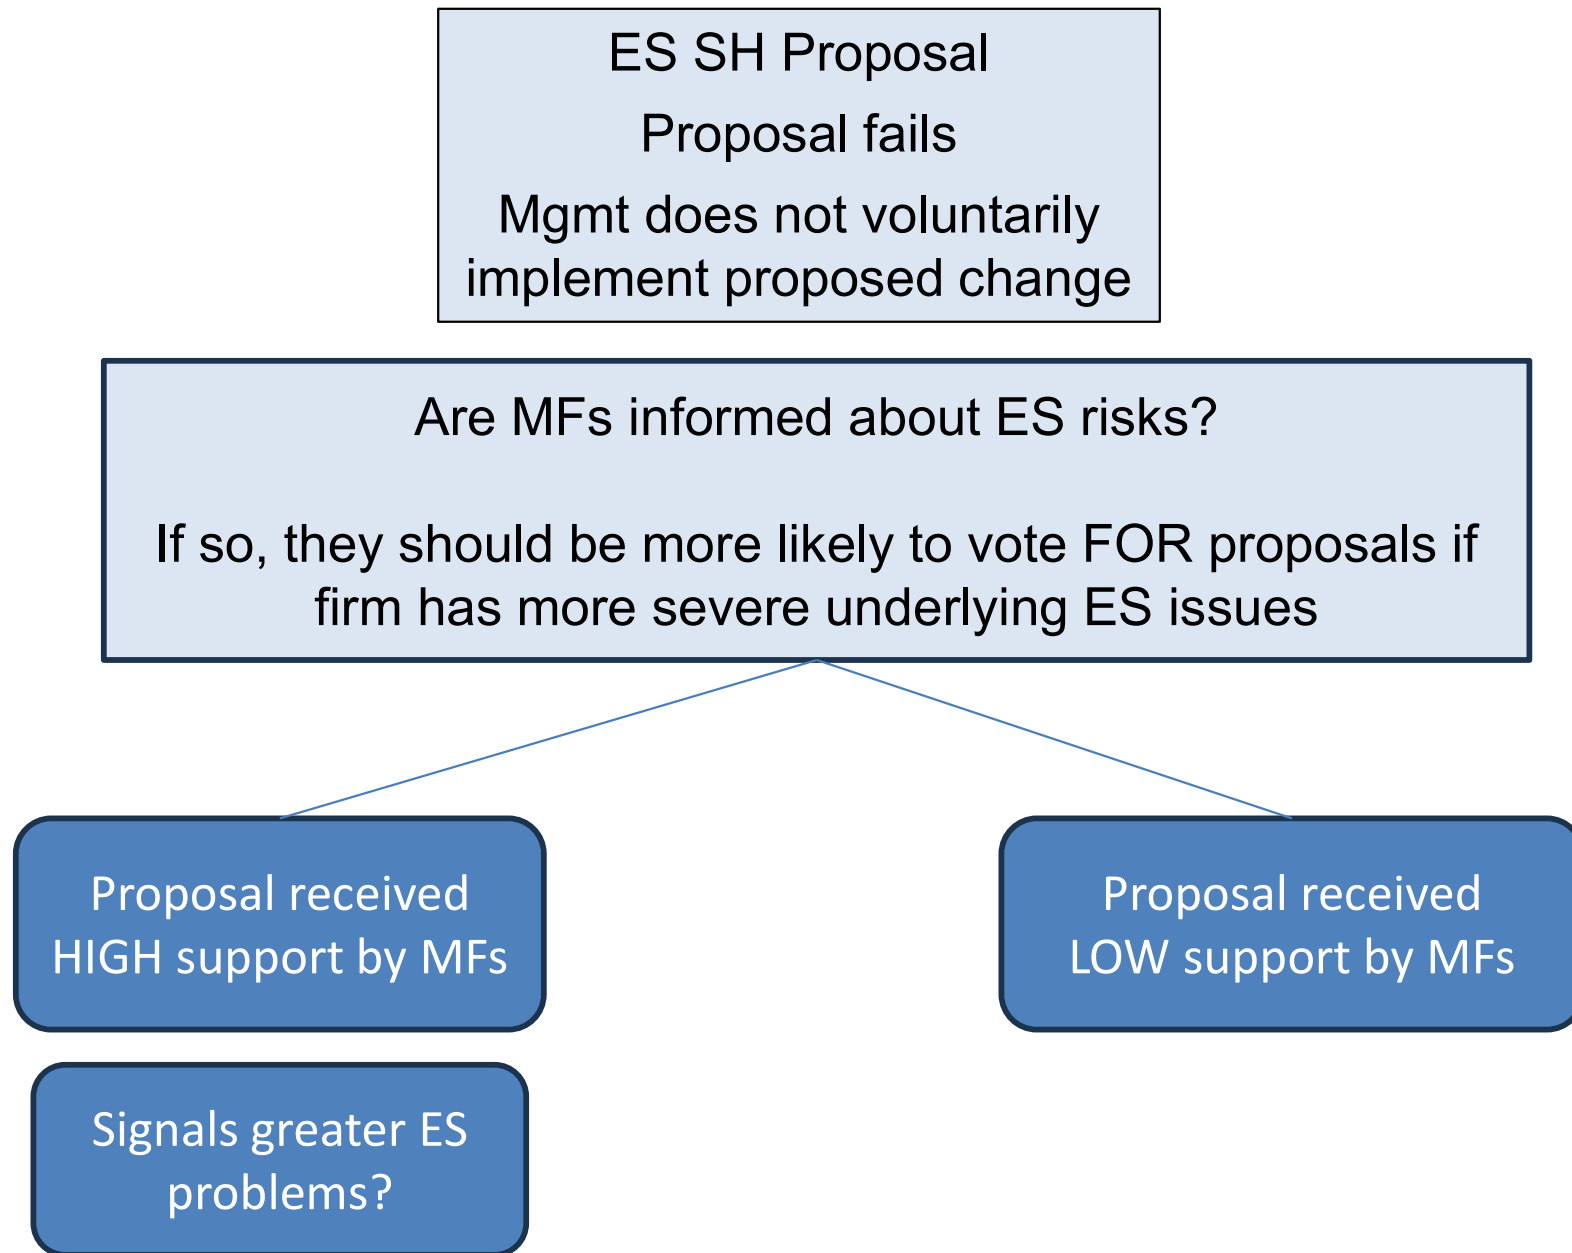 ES SH Proposal
Proposal fails
Mgmt does not voluntarily
implement proposed change
Are MFs informed about ES risks?
If so, they should be more likely to vote FOR proposals if
firm has more severe underlying ES issues
Proposal received
HIGH support by MFs
Proposal received
LOW support by MFs
Signals greater ES
problems?